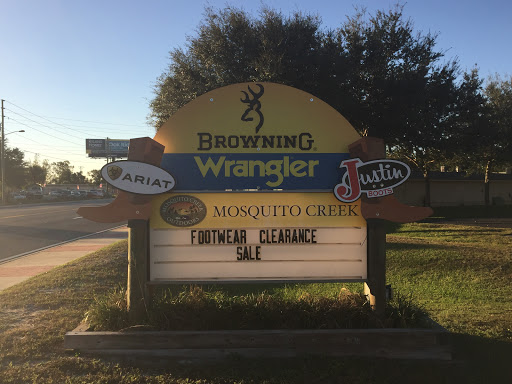 BROWNING.
Wrangler
ARIAT
Justin
BOOTS
MOSQUITO CREEK
FOOTWEAR CLEARANCE
SALE